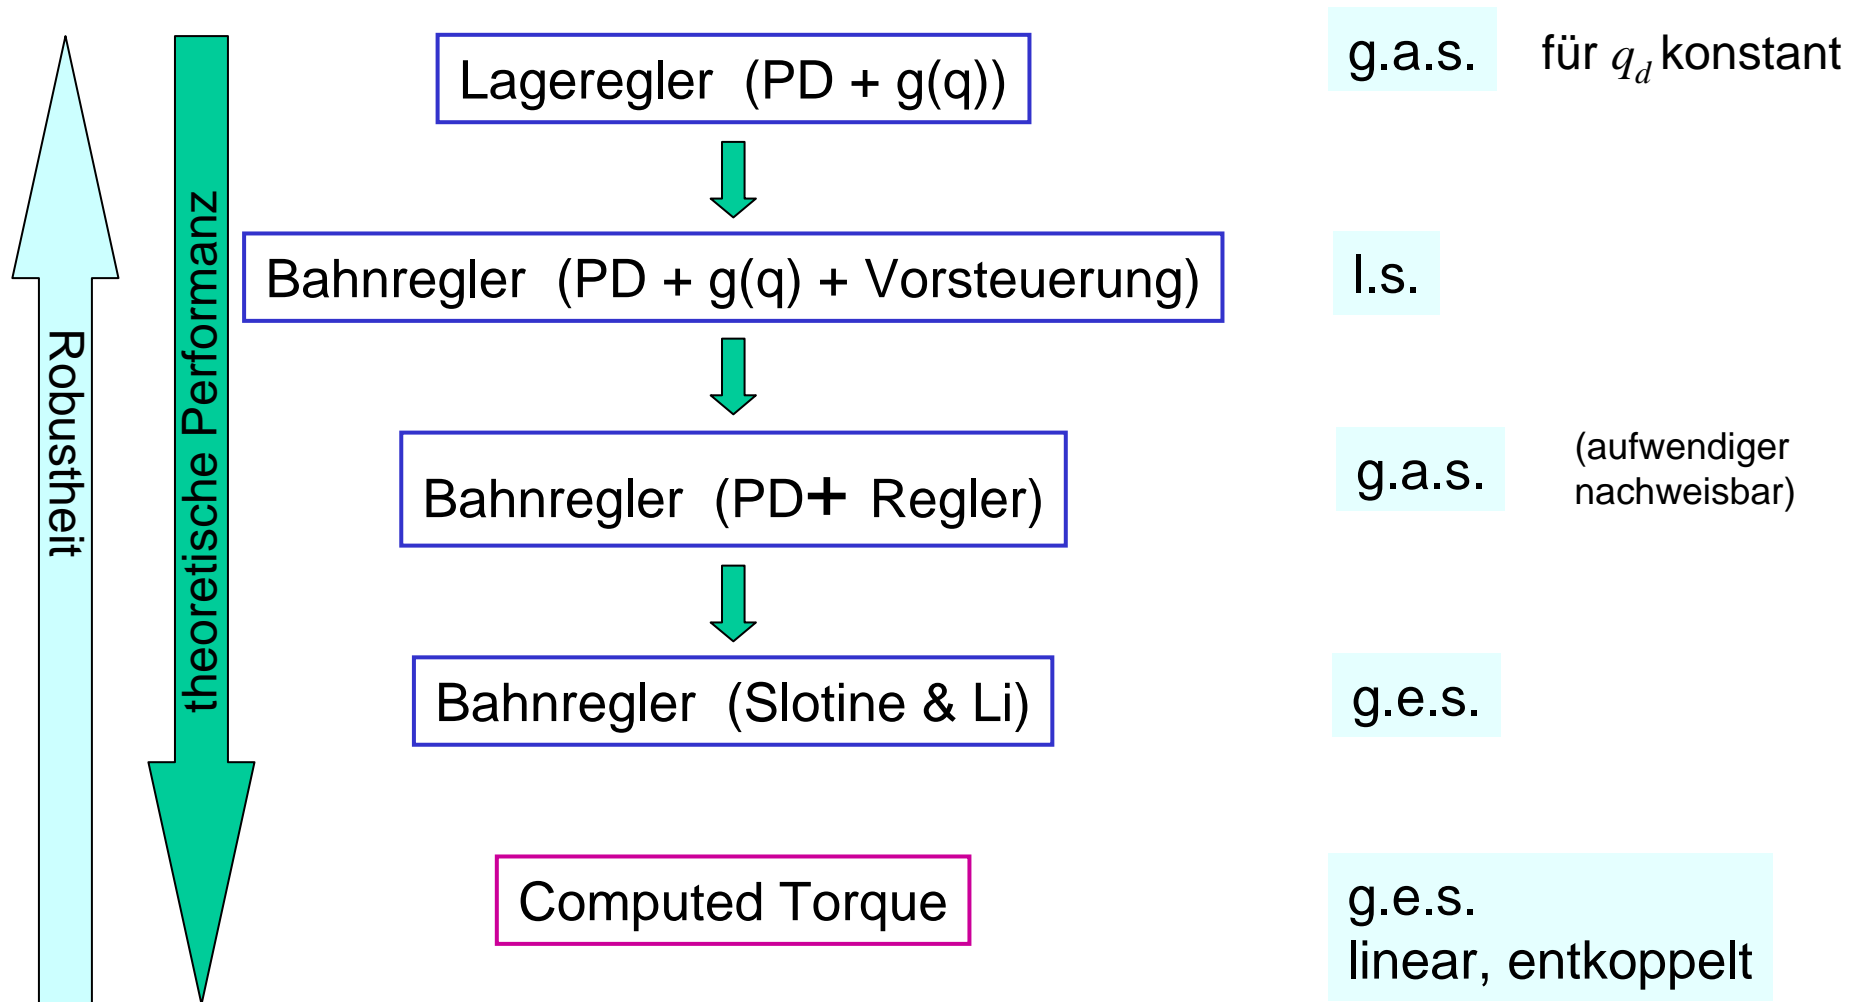 Robustheit
theoretische Performanz
Lageregler (PD + g(q))
g.a.s. für q_d konstant
Bahnregler (PD + g(q) + Vorsteuerung)
l.s.
Bahnregler (PD+ Regler)
g.a.s.
(aufwendiger
nachweisbar)
Bahnregler (Slotine & Li)
g.e.s.
Computed Torque
g.e.s.
linear, entkoppelt